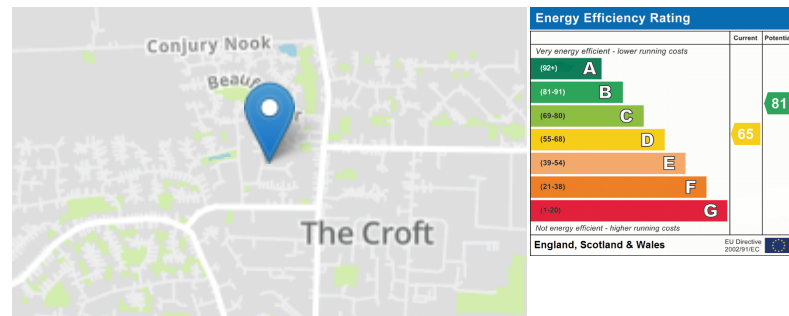 Conjury Nook
The Croft
Energy Efficiency Rating
Current
Very energy efficient - lower running costs
(92+) A
(81-91) B
81
(69-80) C
(55-68) D
65
(39-54) E
(21-38) F
(1-20) G
Not energy efficient - higher running costs
England, Scotland & Wales
EU Directive
2002/91/EC